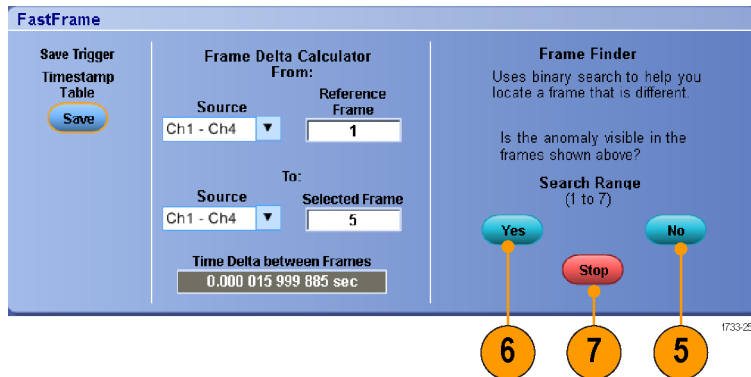 FastFrame
Save Trigger
Timestamp
Table
Save
Frame Delta Calculator
From:
Source
Reference
Frame
Ch1 - Ch4
1
To:
Source
Selected Frame
Ch1 - Ch4
5
Time Delta between Frames
0.000 015 999 885 sec
Frame Finder
Uses binary search to help you
locate a frame that is different.
Is the anomaly visible in the
frames shown above?
Search Range
(1 to 7)
Yes
No
Stop
6
7
5